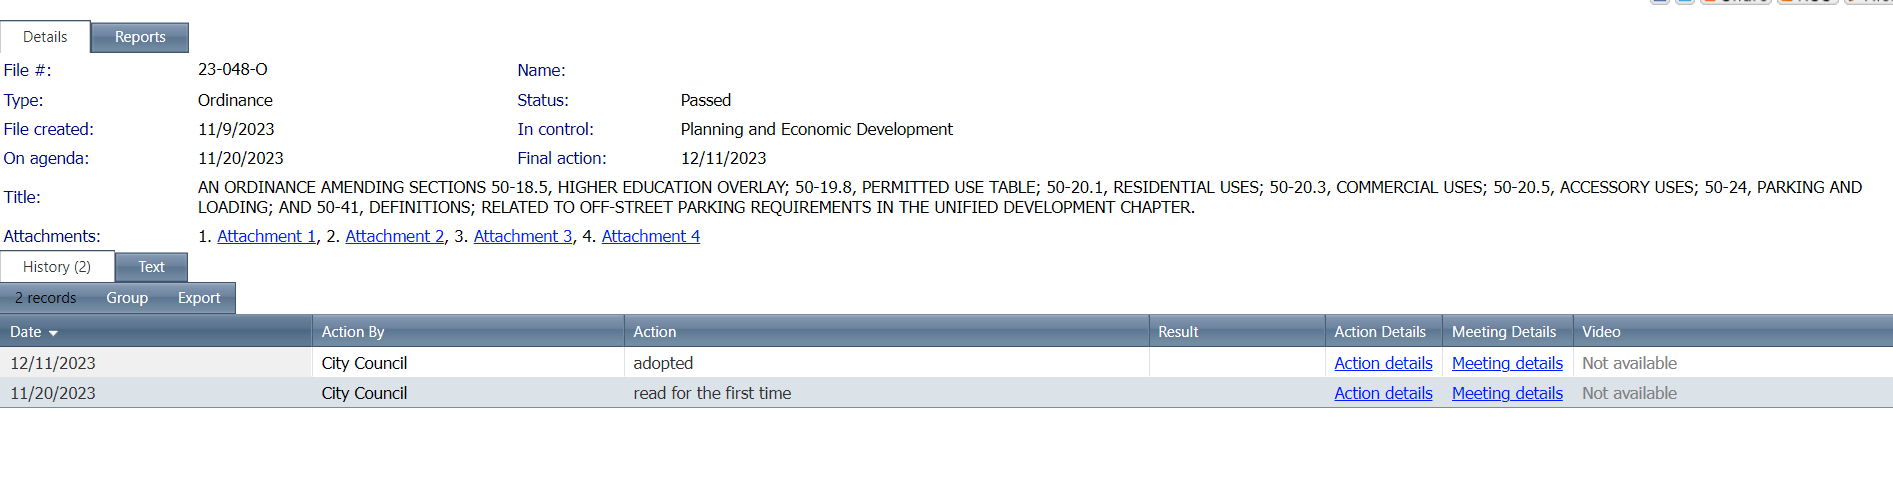 Details Reports
File #: 23-048-O Name:
Type: Ordinance Status: Passed
File created: 11/9/2023 In control: Planning and Economic Development
On agenda: 11/20/2023 Final action: 12/11/2023
Title: AN ORDINANCE AMENDING SECTIONS 50-18.5, HIGHER EDUCATION OVERLAY; 50-19.8, PERMITTED USE TABLE; 50-20.1, RESIDENTIAL USES; 50-20.3, COMMERCIAL USES; 50-20.5, ACCESSORY USES; 50-24, PARKING AND
LOADING; AND 50-41, DEFINITIONS; RELATED TO OFF-STREET PARKING REQUIREMENTS IN THE UNIFIED DEVELOPMENT CHAPTER.
Attachments: 1. Attachment 1, 2. Attachment 2, 3. Attachment 3, 4. Attachment 4
History (2) Text
2 records Group Export
Date Action By Action Result Action Details Meeting Details Video
12/11/2023 City Council adopted Action details Meeting details Not available
11/20/2023 City Council read for the first time Action details Meeting details Not available